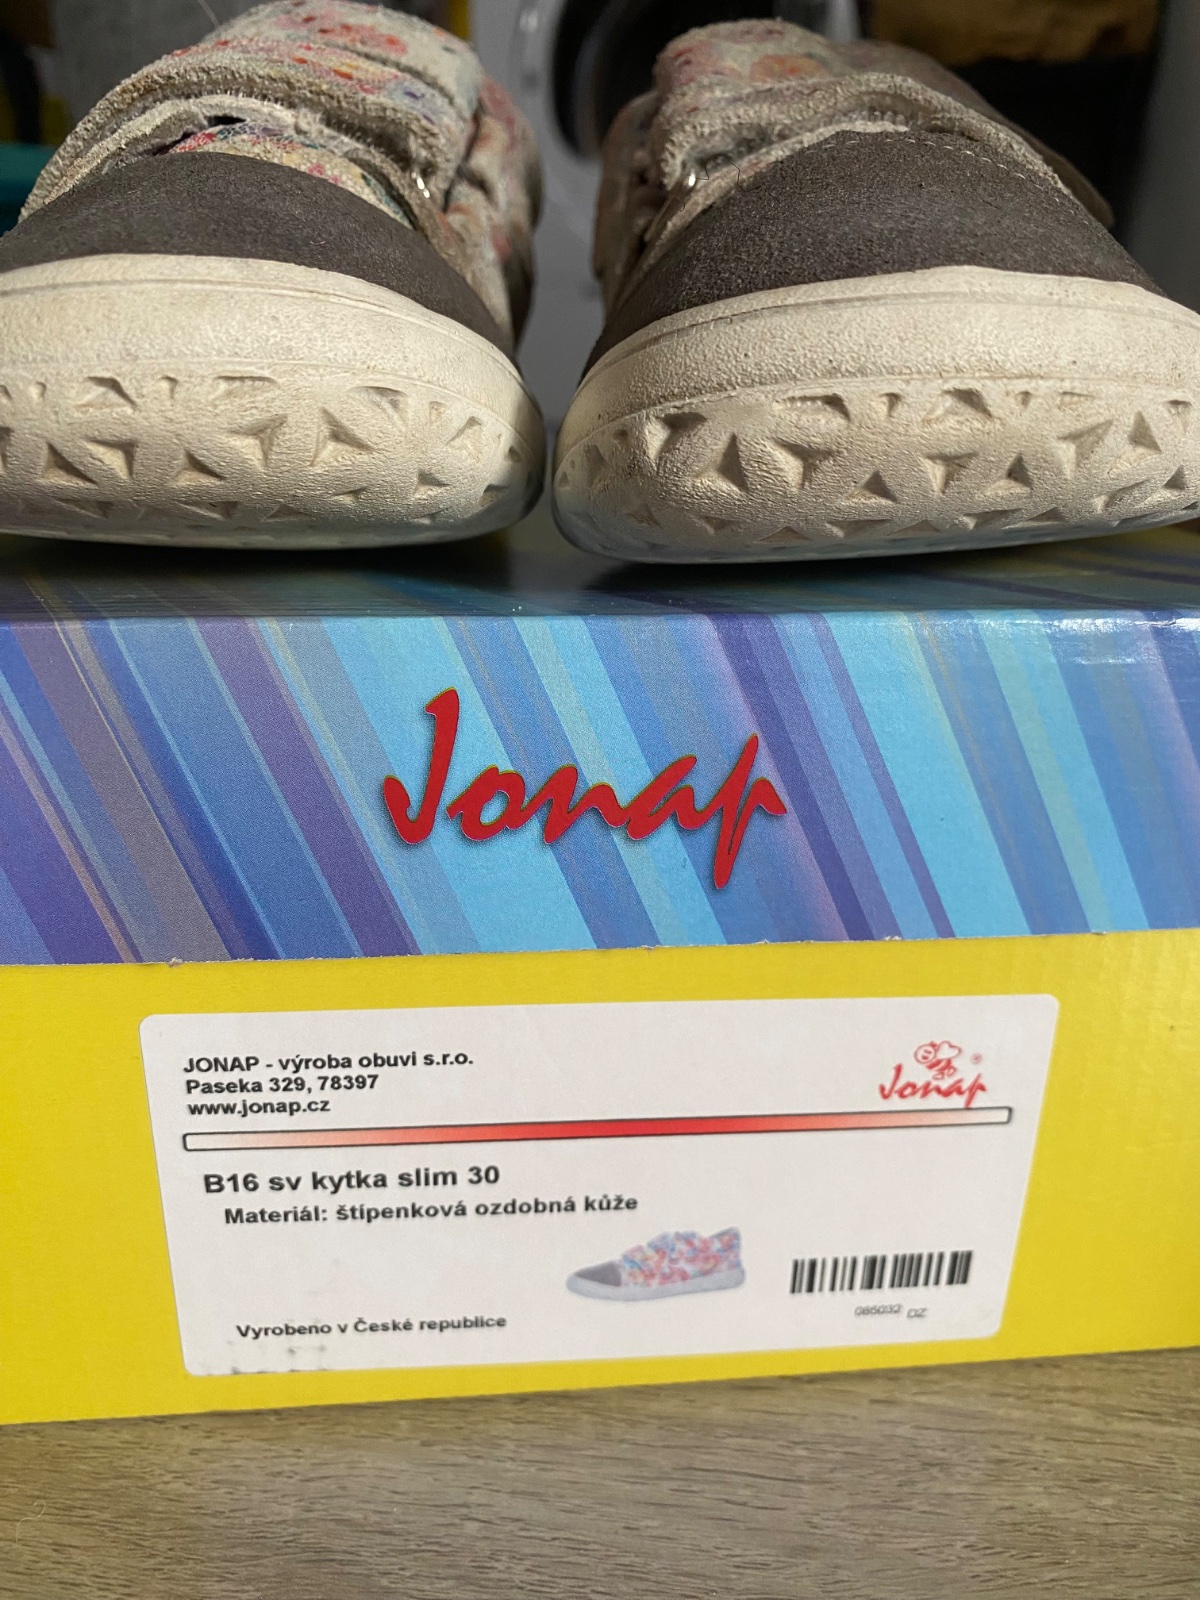 Jonap
JONAP - výroba obuvi s.r.o.
Paseka 329, 78397
www.jonap.cz
Jonap ®
B16 sv kytka slim 30
Materiál: štípenková ozdobná kůže
086032 DZ
Vyrobeno v České republice